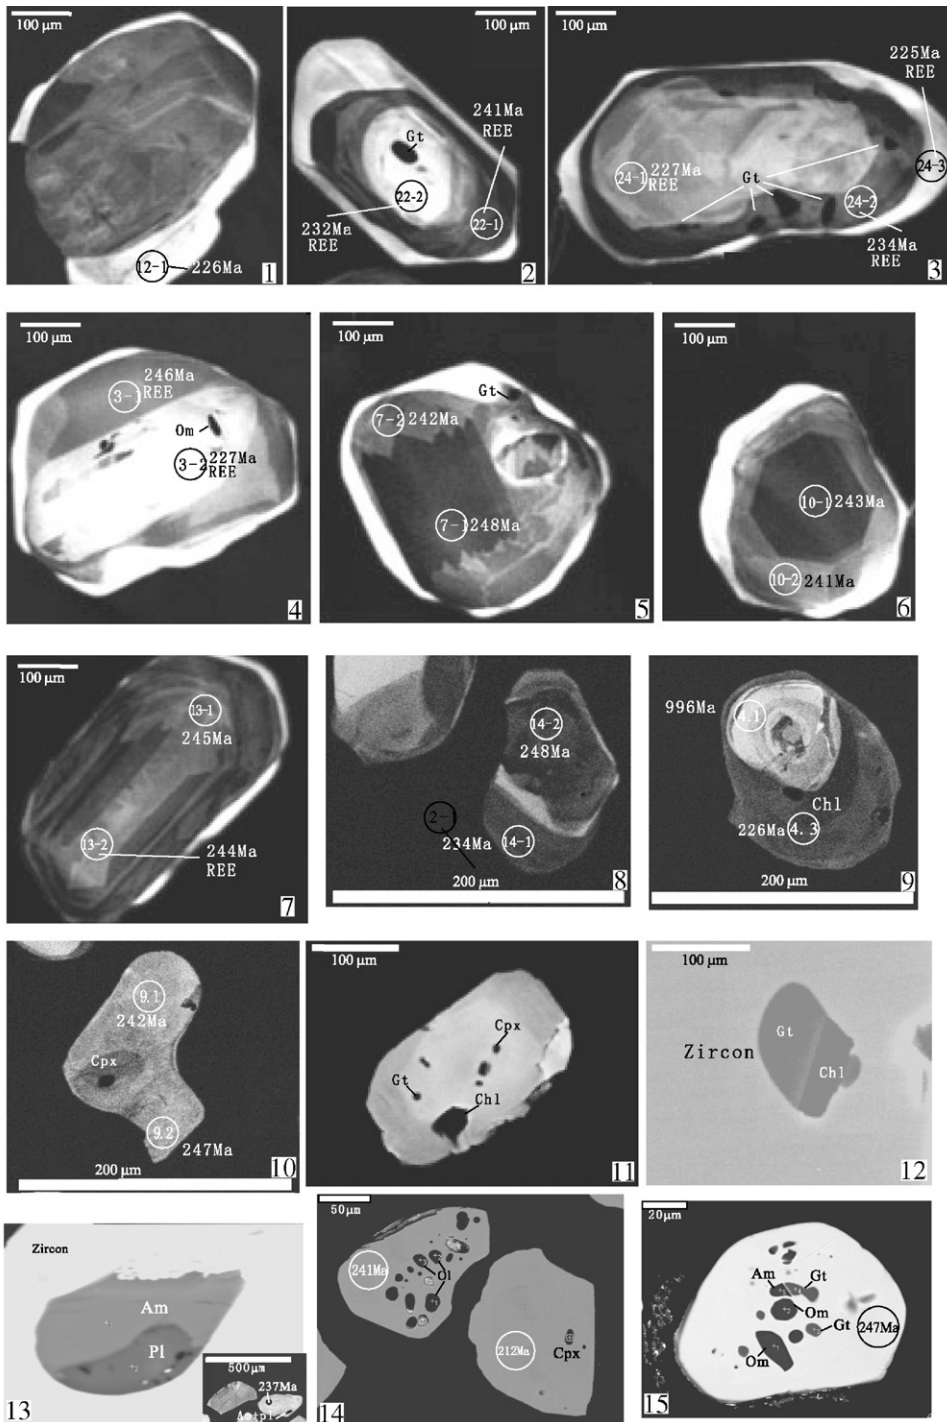 100 μm
12-1
226Ma
1
100 μm
Gt
241Ma
REE
22-2
22-1
232Ma
REE
2
100 μm
225Ma
REE
24-3
24-1
227Ma
REE
Gt
24-2
234Ma
REE
3
100 μm
246Ma
3-1
REE
Om
3-2
227Ma
REE
4
100 μm
Gt
7-2
242Ma
7-1
248Ma
5
100 μm
10-1
243Ma
10-2
241Ma
6
100 μm
13-1
245Ma
13-2
244Ma
REE
7
14-2
248Ma
2-1
234Ma
14-1
200 μm
8
996Ma
4.1
Chl
226Ma
4.3
200 μm
9
9.1
242Ma
Cpx
9.2
247Ma
200 μm
10
100 μm
Cpx
Gt
Chl
11
100 μm
Gt
Zircon
Chl
12
Zircon
Am
Pl
500μm
237Ma
Am+pl
13
50μm
241Ma
Ol
212Ma
Cpx
14
20μm
Am
Gt
Om
Gt
247Ma
Om
15